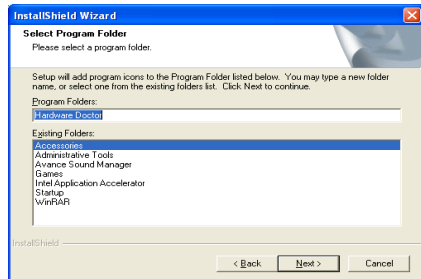 InstallShield Wizard
Select Program Folder
Please select a program folder.
Setup will add program icons to the Program Folder listed below. You may type a new folder
name, or select one from the existing folders list. Click Next to continue.
Program Folders:
Hardware Doctor
Existing Folders:
Accessories
Administrative Tools
Avance Sound Manager
Games
Intel Application Accelerator
Startup
WinRAR
InstallShield
< Back Next > Cancel